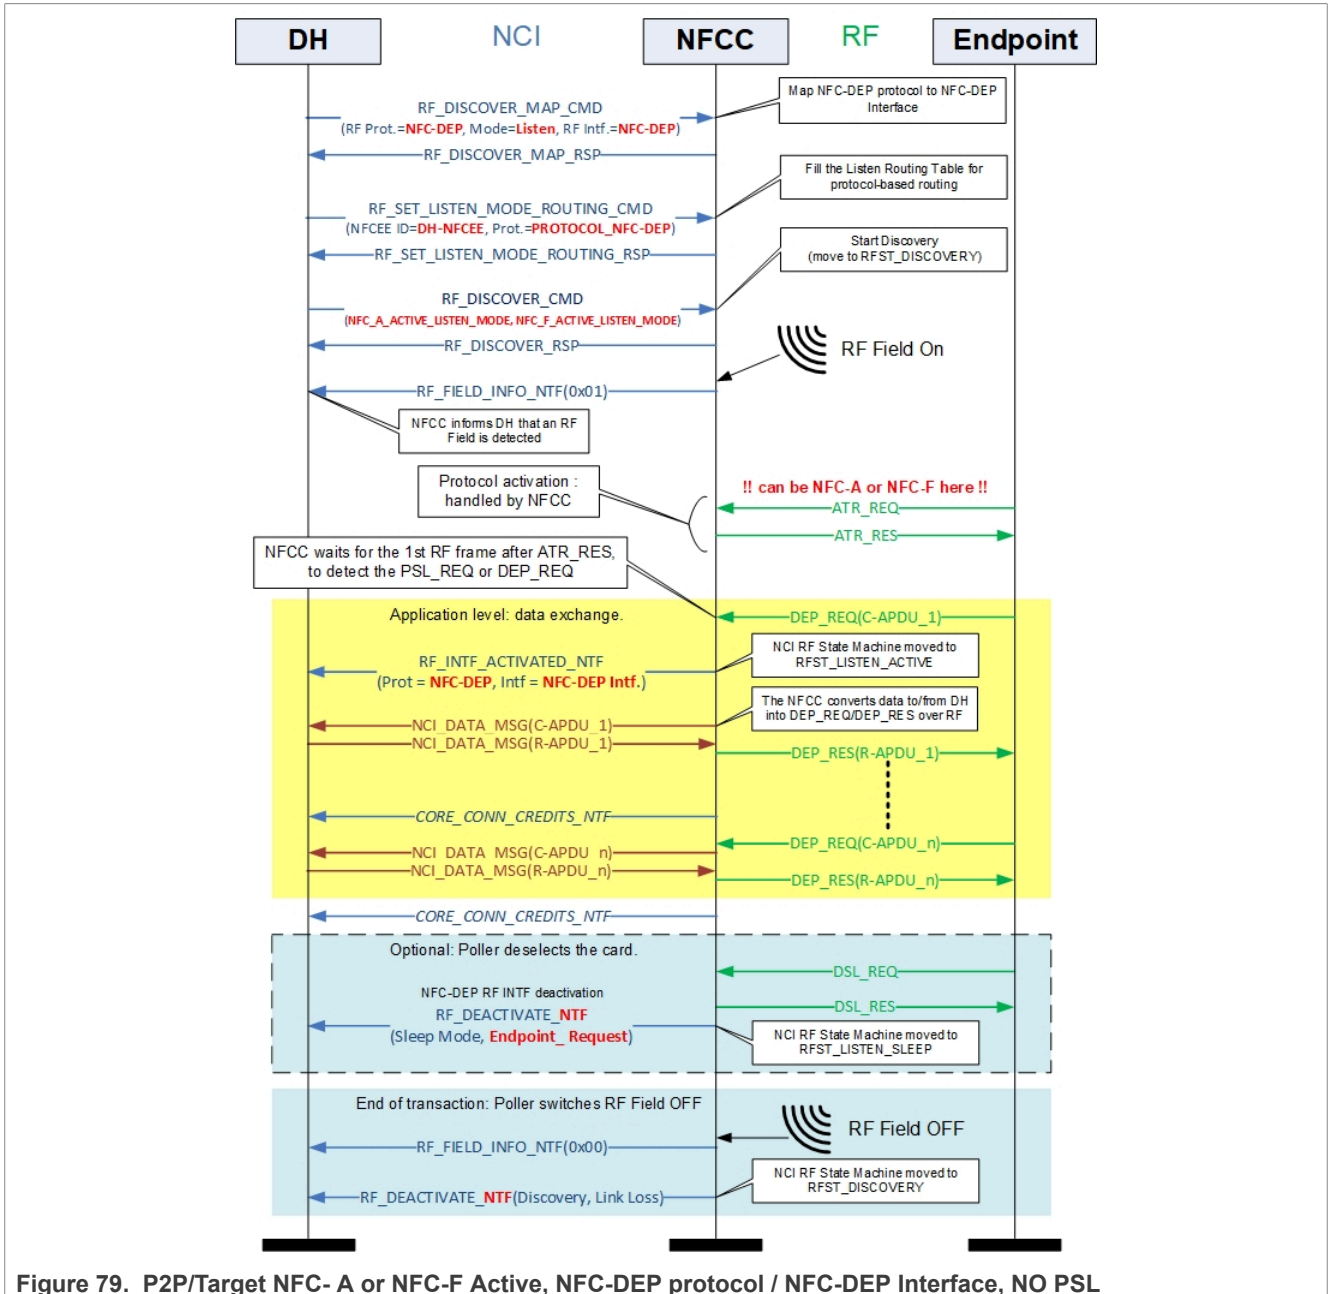 DH
NCI
NFCC
RF
Endpoint
Map NFC-DEP protocol to NFC-DEP
Interface
RF_DISCOVER_MAP_CMD
(RF Prot.=NFC-DEP, Mode=Listen, RF Intf.=NFC-DEP)
RF_DISCOVER_MAP_RSP
Fill the Listen Routing Table for
protocol-based routing
RF_SET_LISTEN_MODE_ROUTING_CMD
(NFCEE ID=DH-NFCEE, Prot.=PROTOCOL_NFC-DEP)
RF_SET_LISTEN_MODE_ROUTING_RSP
Start Discovery
(move to RFST_DISCOVERY)
RF_DISCOVER_CMD
(NFC_A_ACTIVE_LISTEN_MODE, NFC_F_ACTIVE_LISTEN_MODE)
RF_DISCOVER_RSP
RF Field On
RF_FIELD_INFO_NTF(0x01)
NFCC informs DH that an RF
Field is detected
Protocol activation :
handled by NFCC
!! can be NFC-A or NFC-F here !!
ATR_REQ
ATR_RES
NFCC waits for the 1st RF frame after ATR_RES,
to detect the PSL_REQ or DEP_REQ
Application level: data exchange.
DEP_REQ(C-APDU_1)
NCI RF State Machine moved to
RFST_LISTEN_ACTIVE
RF_INTF_ACTIVATED_NTF
(Prot = NFC-DEP, Intf = NFC-DEP Intf.)
The NFCC converts data to/from DH
into DEP_REQ/DEP_RES over RF
NCI_DATA_MSG(C-APDU_1)
NCI_DATA_MSG(R-APDU_1)
DEP_RES(R-APDU_1)
CORE_CONN_CREDITS_NTF
DEP_REQ(C-APDU_n)
NCI_DATA_MSG(C-APDU_n)
NCI_DATA_MSG(R-APDU_n)
DEP_RES(R-APDU_n)
CORE_CONN_CREDITS_NTF
Optional: Poller deselects the card.
DSL_REQ
NFC-DEP RF INTF deactivation
DSL_RES
RF_DEACTIVATE_NTF
(Sleep Mode, Endpoint_ Request)
NCI RF State Machine moved to
RFST_LISTEN_SLEEP
End of transaction: Poller switches RF Field OFF
RF Field OFF
RF_FIELD_INFO_NTF(0x00)
NCI RF State Machine moved to
RFST_DISCOVERY
RF_DEACTIVATE_NTF(Discovery, Link Loss)
Figure 79. P2P/Target NFC- A or NFC-F Active, NFC-DEP protocol / NFC-DEP Interface, NO PSL